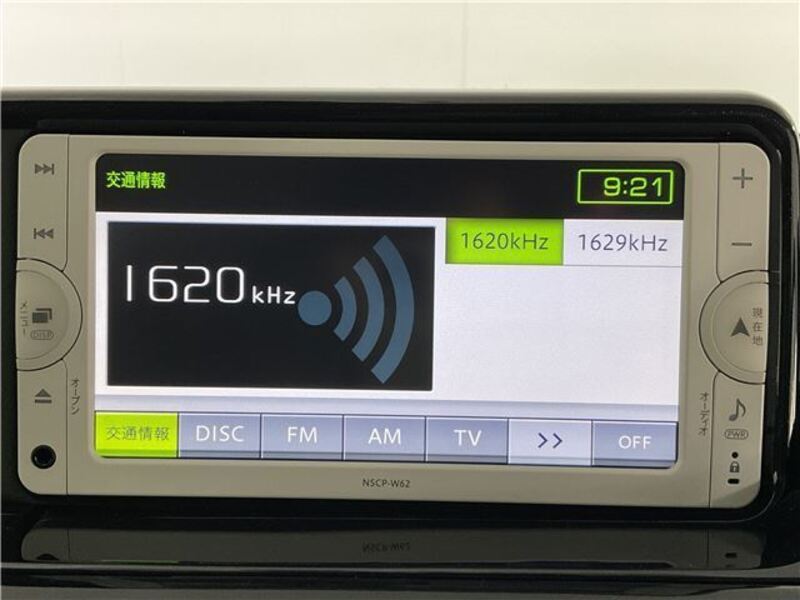 交通情報
9:21
1620kHz
1620kHz
1629kHz
交通情報
DISC
FM
AM
TV
>>
OFF
メニュー
DISP
オープン
現在地
オーディオ
PWR
NSCP-W62